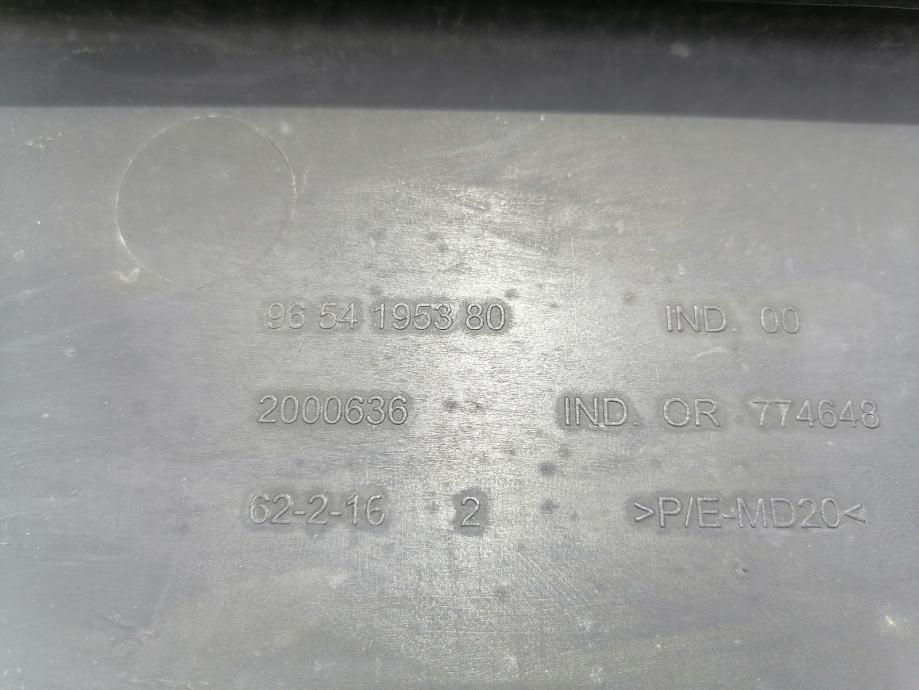 96 54 1953 80 IND. 00
2000636 IND. OR 774648
62-2-16 2 >P/E-MD20<